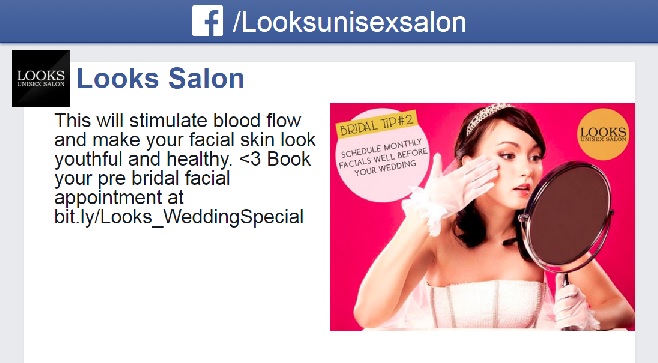 /Looksunisexsalon
LOOKS
UNISEX SALON
Looks Salon
This will stimulate blood flow
and make your facial skin look
youthful and healthy. <3 Book
your pre bridal facial
appointment at
bit.ly/Looks_WeddingSpecial
BRIDAL TIP#2
SCHEDULE MONTHLY
FACIALS WELL BEFORE
YOUR WEDDING
LOOKS
UNISEX SALON